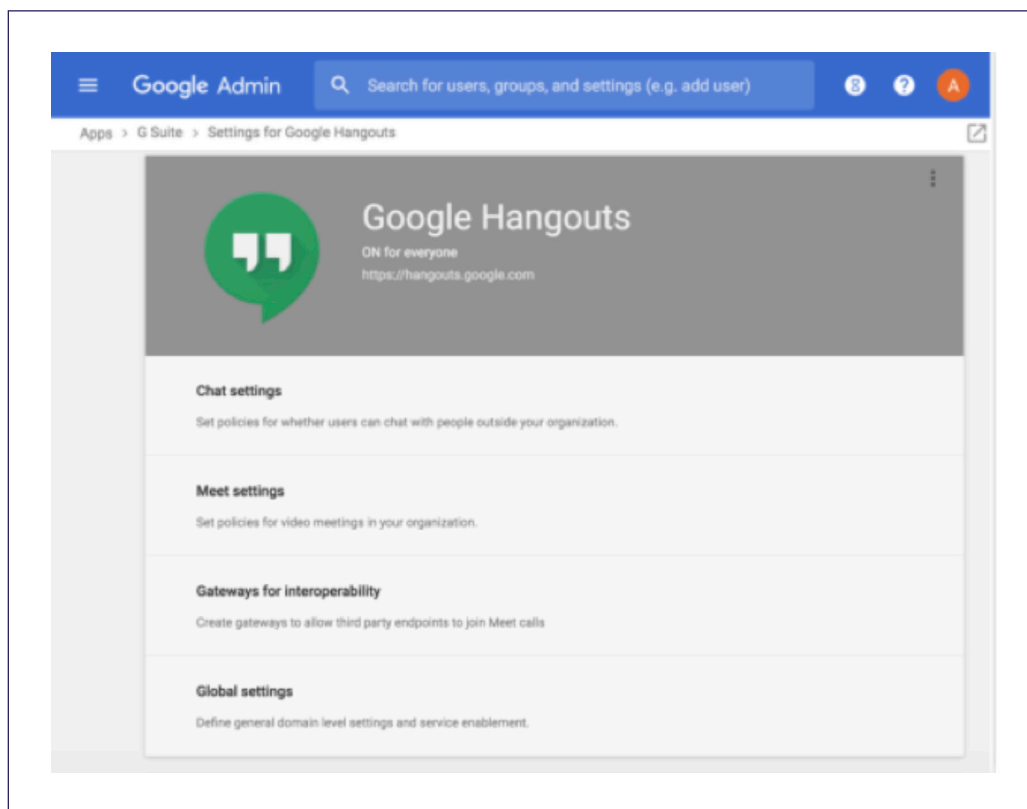 Google Admin
Search for users, groups, and settings (e.g. add user)
8
?
A
Apps > G Suite > Settings for Google Hangouts
Google Hangouts
ON for everyone
https://hangouts.google.com
Chat settings
Set policies for whether users can chat with people outside your organization.
Meet settings
Set policies for video meetings in your organization.
Gateways for interoperability
Create gateways to allow third party endpoints to join Meet calls
Global settings
Define general domain level settings and service enablement.